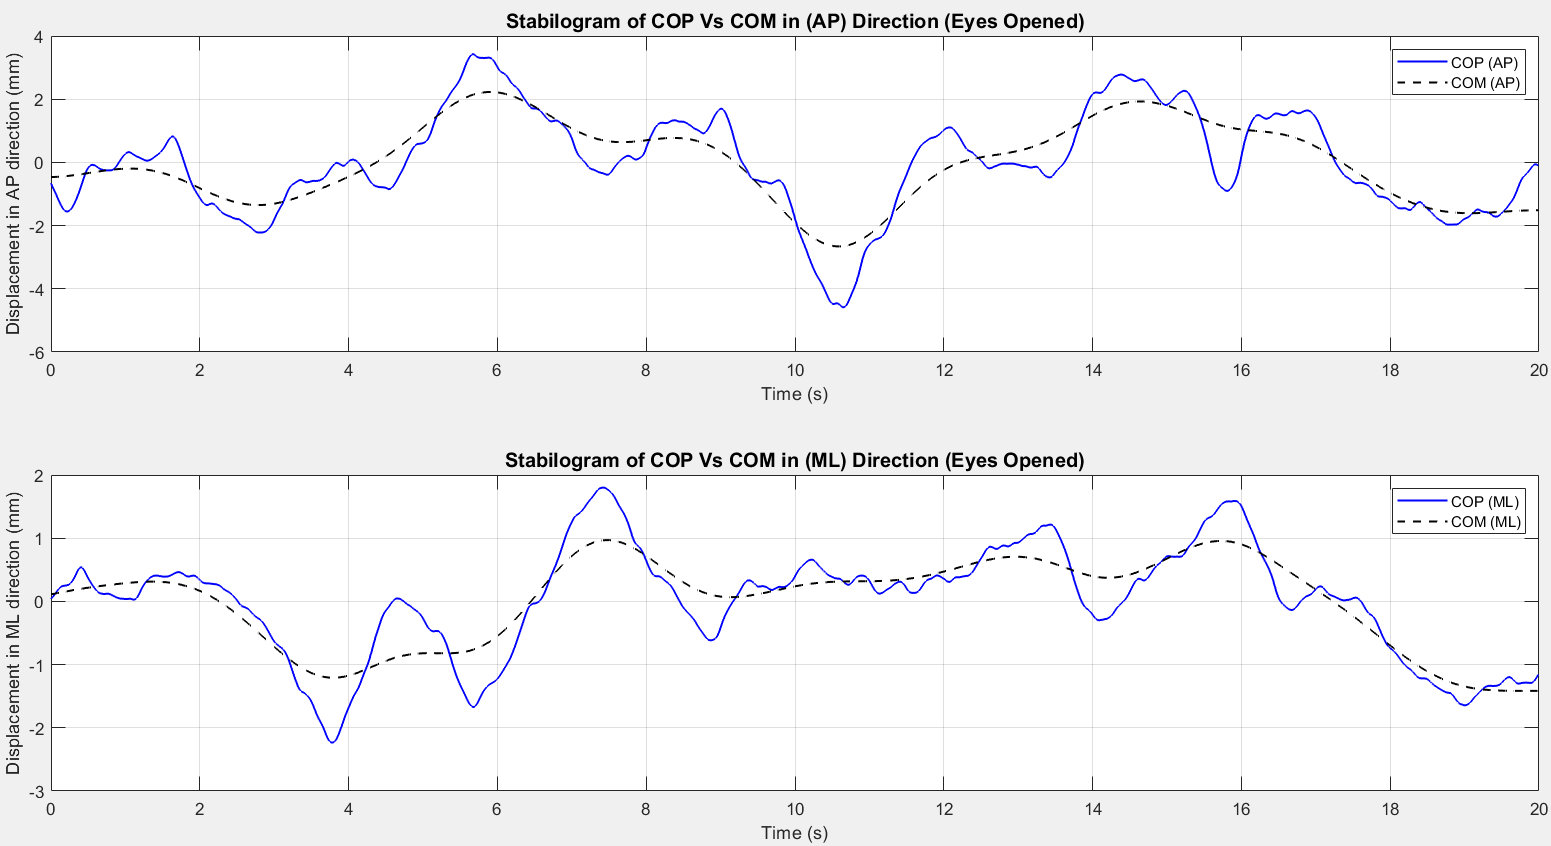 Stabilogram of COP Vs COM in (AP) Direction (Eyes Opened)
Displacement in AP direction (mm)
4
2
0
-2
-4
-6
COP (AP)
COM (AP)
0 2 4 6 8 10 12 14 16 18 20
Time (s)
Stabilogram of COP Vs COM in (ML) Direction (Eyes Opened)
Displacement in ML direction (mm)
2
1
0
-1
-2
-3
COP (ML)
COM (ML)
0 2 4 6 8 10 12 14 16 18 20
Time (s)